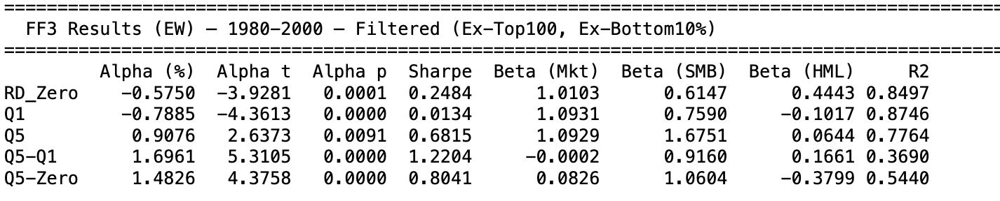 ================================================================================================
FF3 Results (EW) – 1980-2000 – Filtered (Ex-Top100, Ex-Bottom10%)
================================================================================================
Alpha (%) Alpha t Alpha p Sharpe Beta (Mkt) Beta (SMB) Beta (HML) R2
RD_Zero -0.5750 -3.9281 0.0001 0.2484 1.0103 0.6147 0.4443 0.8497
Q1 -0.7885 -4.3613 0.0000 0.0134 1.0931 0.7590 -0.1017 0.8746
Q5 0.9076 2.6373 0.0091 0.6815 1.0929 1.6751 0.0644 0.7764
Q5-Q1 1.6961 5.3105 0.0000 1.2204 -0.0002 0.9160 0.1661 0.3690
Q5-Zero 1.4826 4.3758 0.0000 0.8041 0.0826 1.0604 -0.3799 0.5440